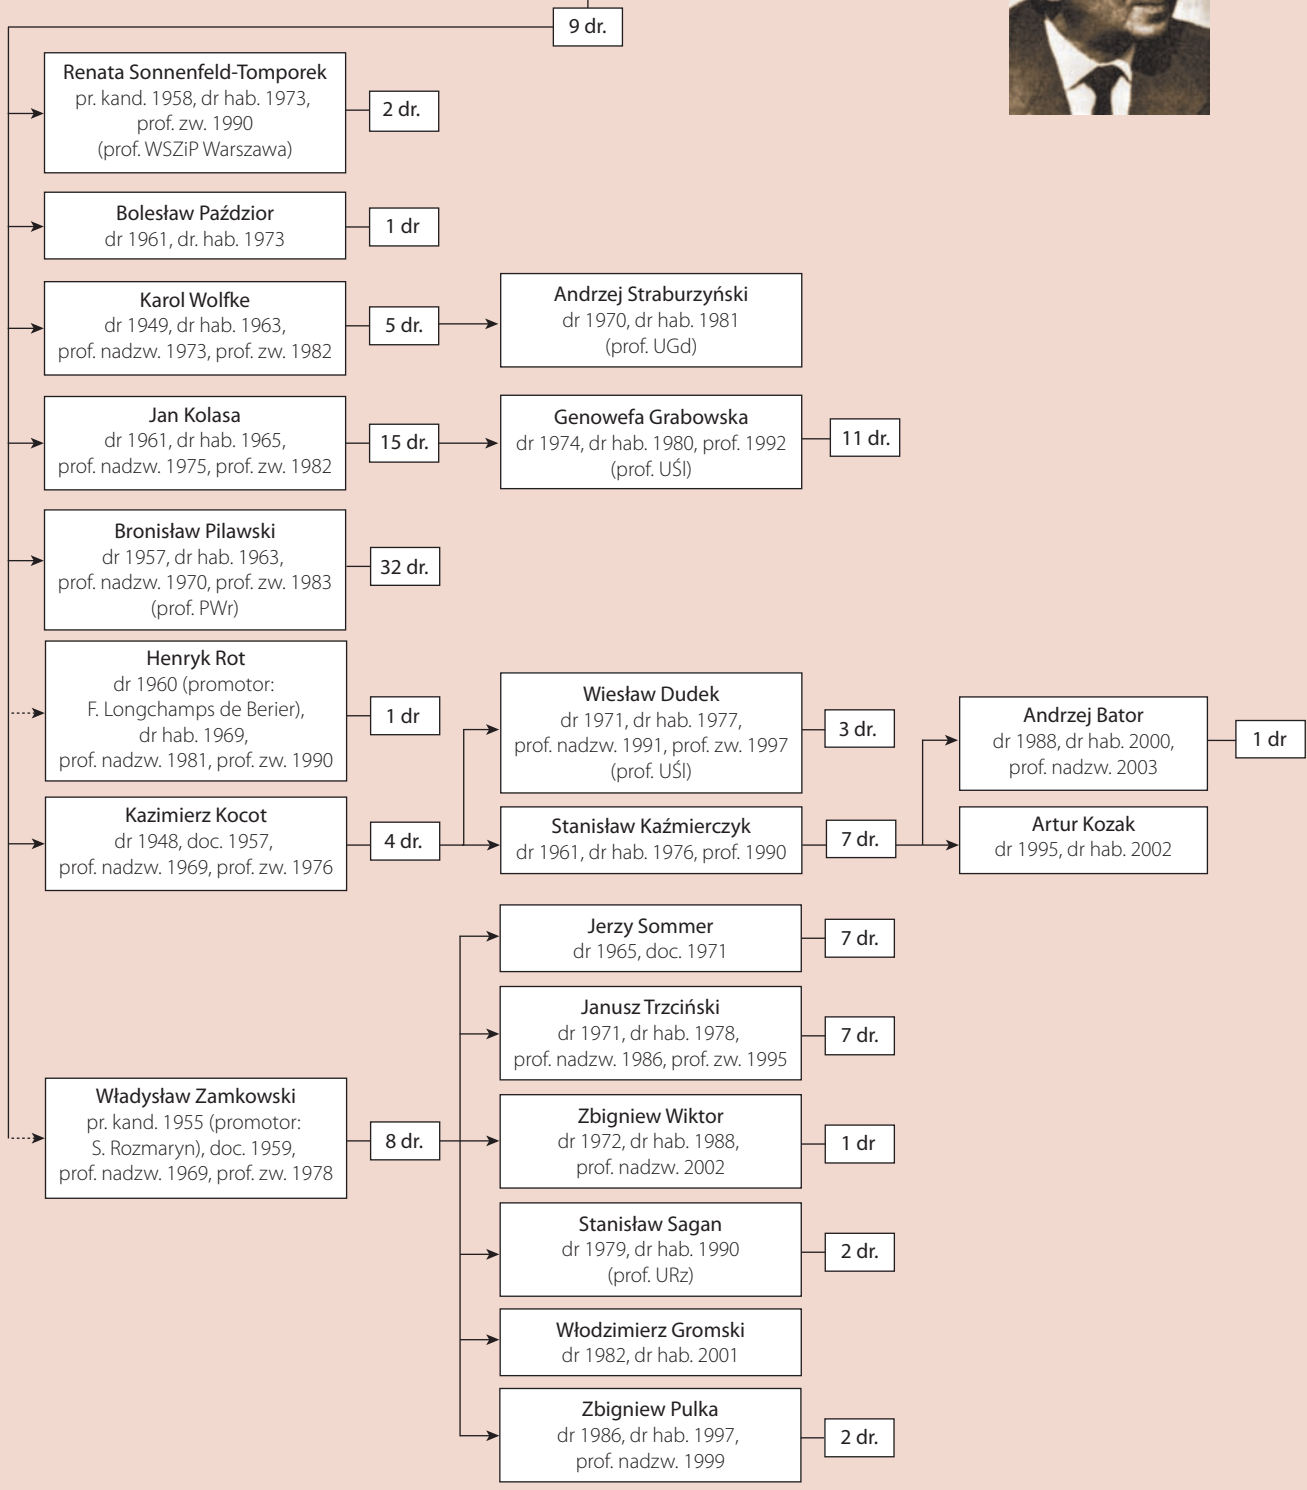 9 dr.
Renata Sonnenfeld-Tomporek
pr. kand. 1958, dr hab. 1973,
prof. zw. 1990
(prof. WSZiP Warszawa)
2 dr.
Bolesław Paździor
dr 1961, dr. hab. 1973
1 dr
Karol Wolfke
dr 1949, dr hab. 1963,
prof. nadzw. 1973, prof. zw. 1982
5 dr.
Andrzej Straburzyński
dr 1970, dr hab. 1981
(prof. UGd)
Jan Kolasa
dr 1961, dr hab. 1965,
prof. nadzw. 1975, prof. zw. 1982
15 dr.
Genowefa Grabowska
dr 1974, dr hab. 1980, prof. 1992
(prof. UŚl)
11 dr.
Bronisław Pilawski
dr 1957, dr hab. 1963,
prof. nadzw. 1970, prof. zw. 1983
(prof. PWr)
32 dr.
Henryk Rot
dr 1960 (promotor:
F. Longchamps de Berier),
dr hab. 1969,
prof. nadzw. 1981, prof. zw. 1990
1 dr
Kazimierz Kocot
dr 1948, doc. 1957,
prof. nadzw. 1969, prof. zw. 1976
4 dr.
Wiesław Dudek
dr 1971, dr hab. 1977,
prof. nadzw. 1991, prof. zw. 1997
(prof. UŚl)
3 dr.
Stanisław Kaźmierczyk
dr 1961, dr hab. 1976, prof. 1990
7 dr.
Andrzej Bator
dr 1988, dr hab. 2000,
prof. nadzw. 2003
1 dr
Artur Kozak
dr 1995, dr hab. 2002
Władysław Zamkowski
pr. kand. 1955 (promotor:
S. Rozmaryn), doc. 1959,
prof. nadzw. 1969, prof. zw. 1978
8 dr.
Jerzy Sommer
dr 1965, doc. 1971
7 dr.
Janusz Trzciński
dr 1971, dr hab. 1978,
prof. nadzw. 1986, prof. zw. 1995
7 dr.
Zbigniew Wiktor
dr 1972, dr hab. 1988,
prof. nadzw. 2002
1 dr
Stanisław Sagan
dr 1979, dr hab. 1990
(prof. URz)
2 dr.
Włodzimierz Gromski
dr 1982, dr hab. 2001
Zbigniew Pulka
dr 1986, dr hab. 1997,
prof. nadzw. 1999
2 dr.